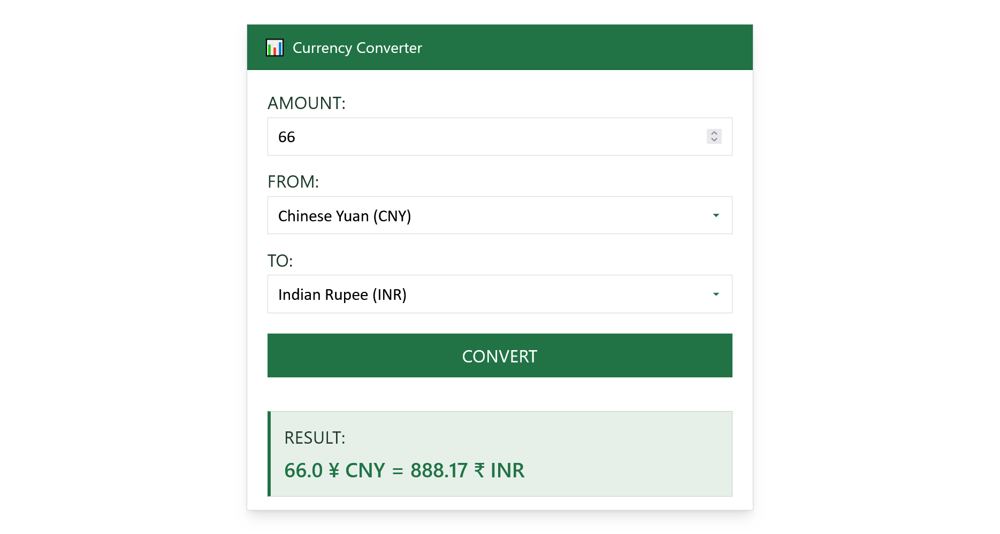 Currency Converter
AMOUNT:
66
FROM:
Chinese Yuan (CNY)
TO:
Indian Rupee (INR)
CONVERT
RESULT:
66.0 ¥ CNY = 888.17 ₹ INR